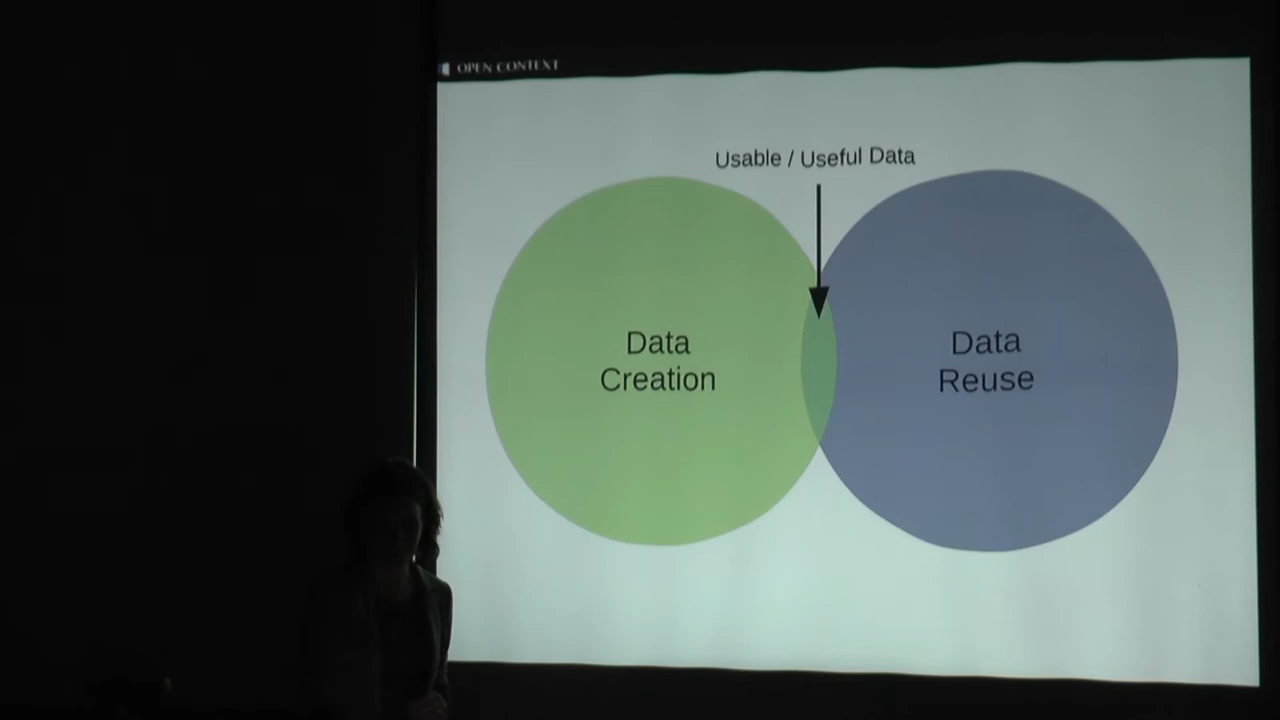 OPEN CONTEXT
Usable / Useful Data
Data
Creation
Data
Reuse